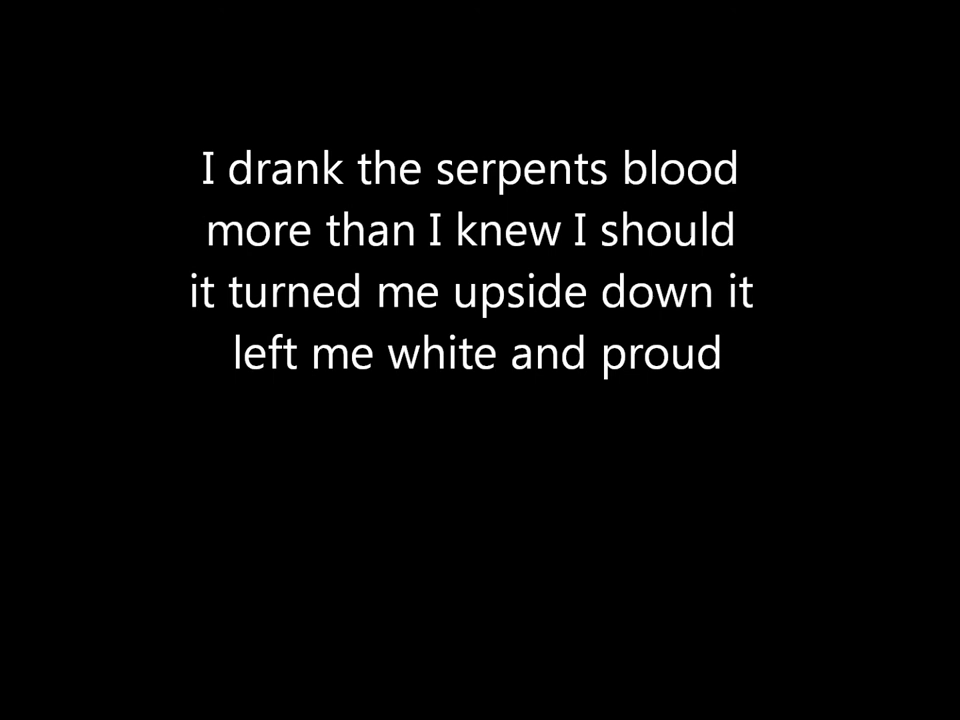 I drank the serpents blood
more than I knew I should
it turned me upside down it
left me white and proud